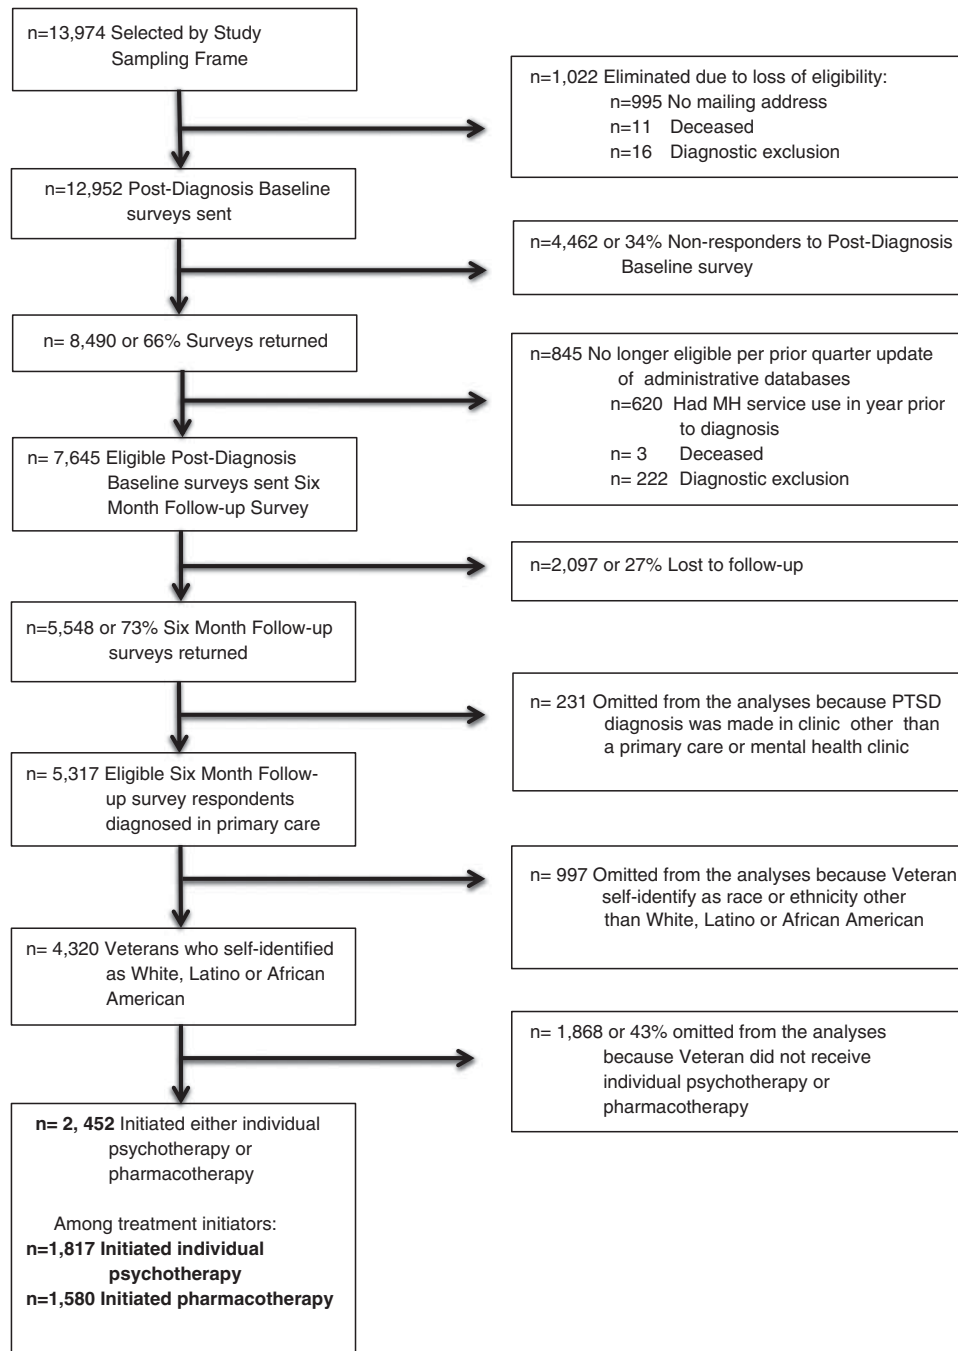 n=13,974 Selected by Study
Sampling Frame
n=1,022 Eliminated due to loss of eligibility:
n=995 No mailing address
n=11 Deceased
n=16 Diagnostic exclusion
n=12,952 Post-Diagnosis Baseline
surveys sent
n=4,462 or 34% Non-responders to Post-Diagnosis
Baseline survey
n= 8,490 or 66% Surveys returned
n=845 No longer eligible per prior quarter update
of administrative databases
n=620 Had MH service use in year prior
to diagnosis
n= 3 Deceased
n= 222 Diagnostic exclusion
n= 7,645 Eligible Post-Diagnosis
Baseline surveys sent Six
Month Follow-up Survey
n=2,097 or 27% Lost to follow-up
n=5,548 or 73% Six Month Follow-up
surveys returned
n= 231 Omitted from the analyses because PTSD
diagnosis was made in clinic other than
a primary care or mental health clinic
n= 5,317 Eligible Six Month Follow-
up survey respondents
diagnosed in primary care
n= 997 Omitted from the analyses because Veteran
self-identify as race or ethnicity other
than White, Latino or African American
n= 4,320 Veterans who self-identified
as White, Latino or African
American
n= 1,868 or 43% omitted from the analyses
because Veteran did not receive
individual psychotherapy or
pharmacotherapy
n= 2, 452 Initiated either individual
psychotherapy or
pharmacotherapy
Among treatment initiators:
n=1,817 Initiated individual
psychotherapy
n=1,580 Initiated pharmacotherapy